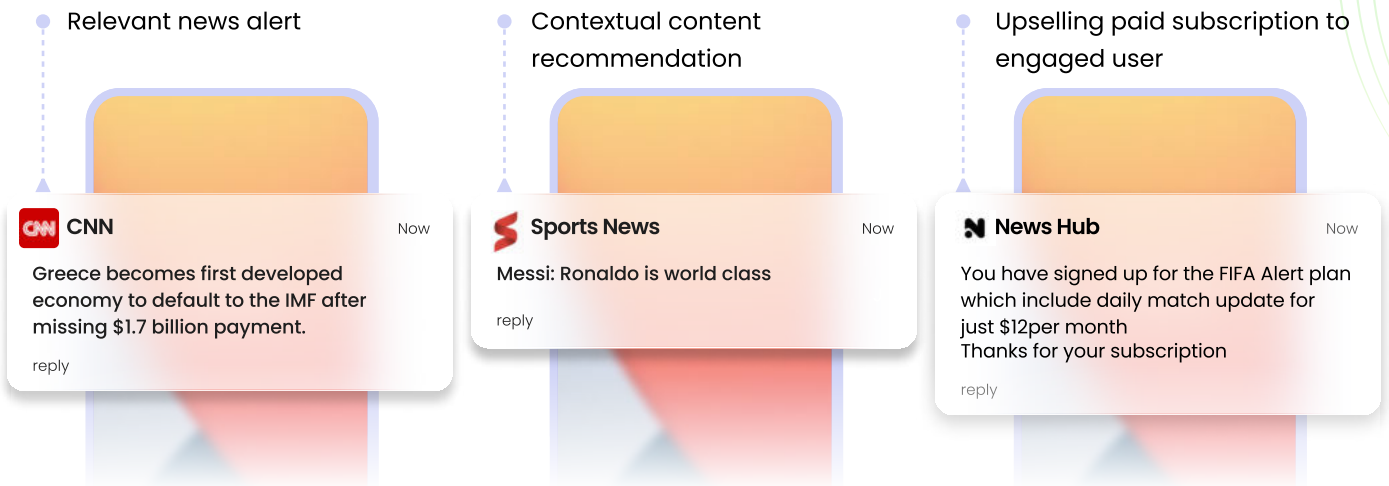 Relevant news alert
CNN
CNN
Now
Greece becomes first developed
economy to default to the IMF after
missing $1.7 billion payment.
reply
Contextual content
recommendation
Sports News
Now
Messi: Ronaldo is world class
reply
Upselling paid subscription to
engaged user
News Hub
Now
You have signed up for the FIFA Alert plan
which include daily match update for
just $12per month
Thanks for your subscription
reply